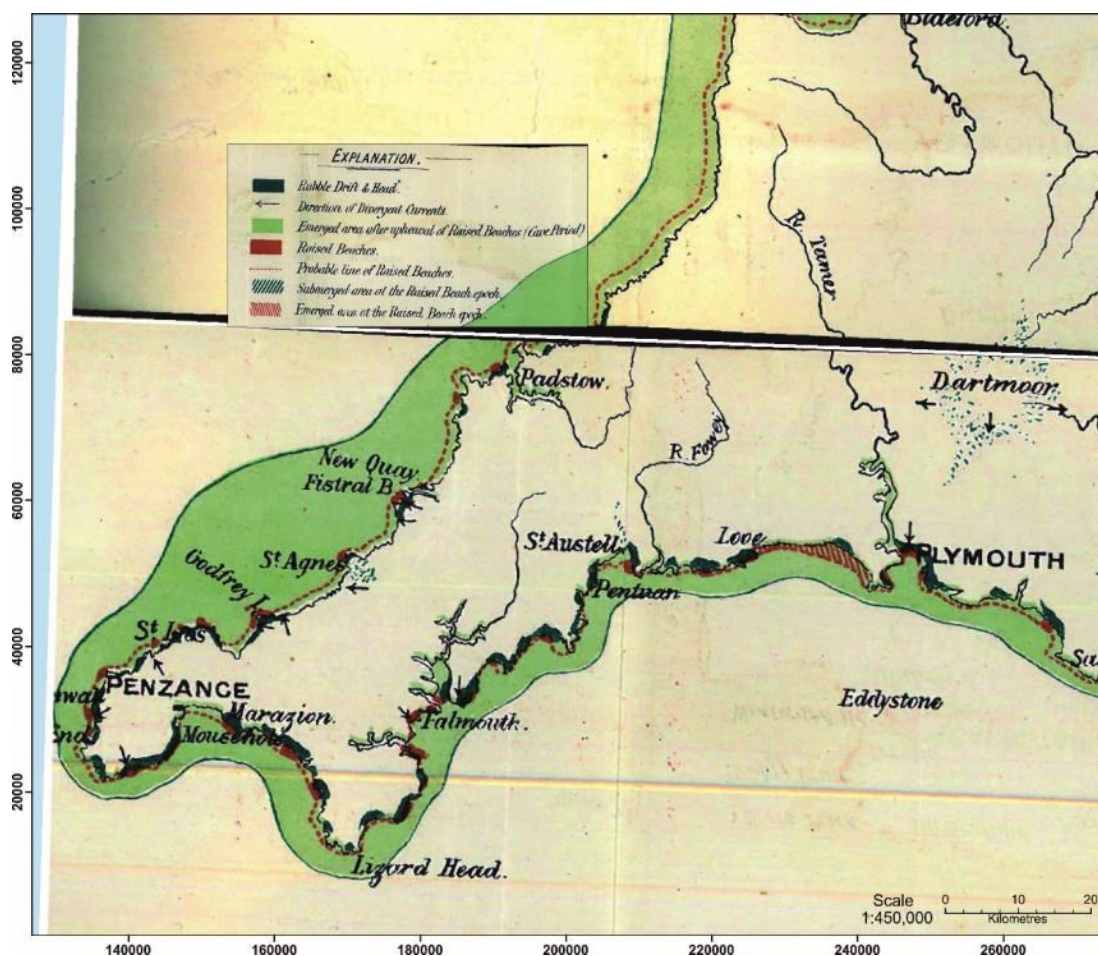 Bideford
EXPLANATION.
Rubble Drift & Head.
Direction of Divergent Currents.
Emerged area after upheaval of Raised Beaches (Cave Period)
Raised Beaches.
Probable line of Raised Beaches.
Submerged area at the Raised Beach epoch.
Emerged area at the Raised Beach epoch.
R. Tamer
Padstow.
Dartmoor
New Quay
Fistral B.
R. Fowey
St Agnes
St Austell
Looe
PLYMOUTH
Godfrey I.
Pentuan
St Ives
PENZANCE
Eddystone
Marazion.
Falmouth.
Mousehole
Lizard Head.
Scale
1:450,000
0 10 20
Kilometres
120000
100000
80000
60000
40000
20000
140000 160000 180000 200000 220000 240000 260000